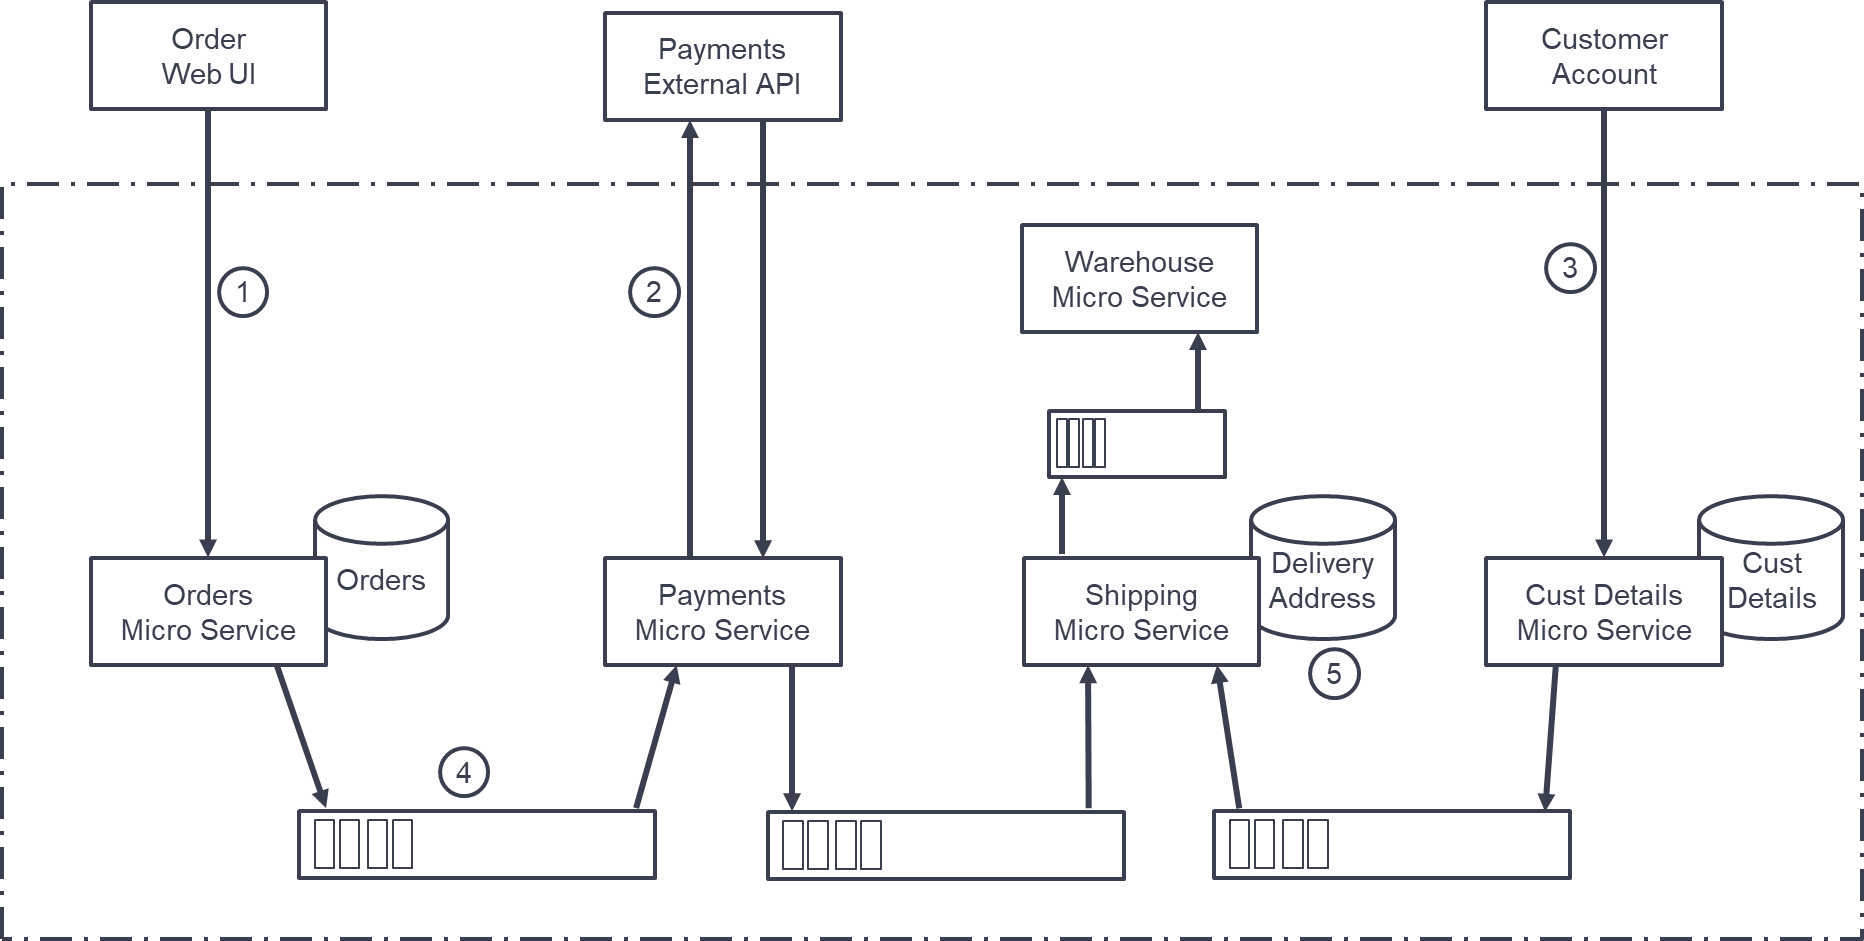 Order
Web UI
Payments
External API
Customer
Account
1
2
3
Warehouse
Micro Service
Orders
Micro Service
Orders
Payments
Micro Service
Shipping
Micro Service
Delivery
Address
Cust Details
Micro Service
Cust
Details
5
4